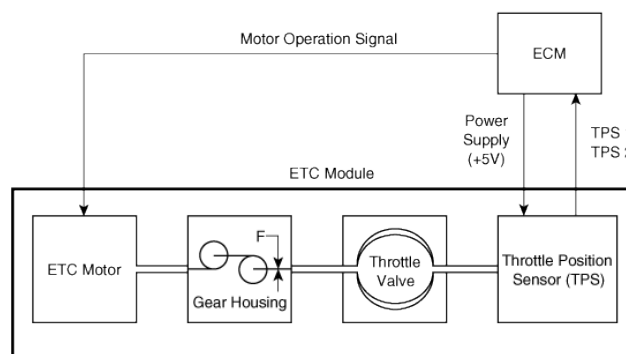 Motor Operation Signal
ECM
Power
Supply
(+5V)
TPS
TPS
ETC Module
ETC Motor
F
Gear Housing
Throttle
Valve
Throttle Position
Sensor (TPS)